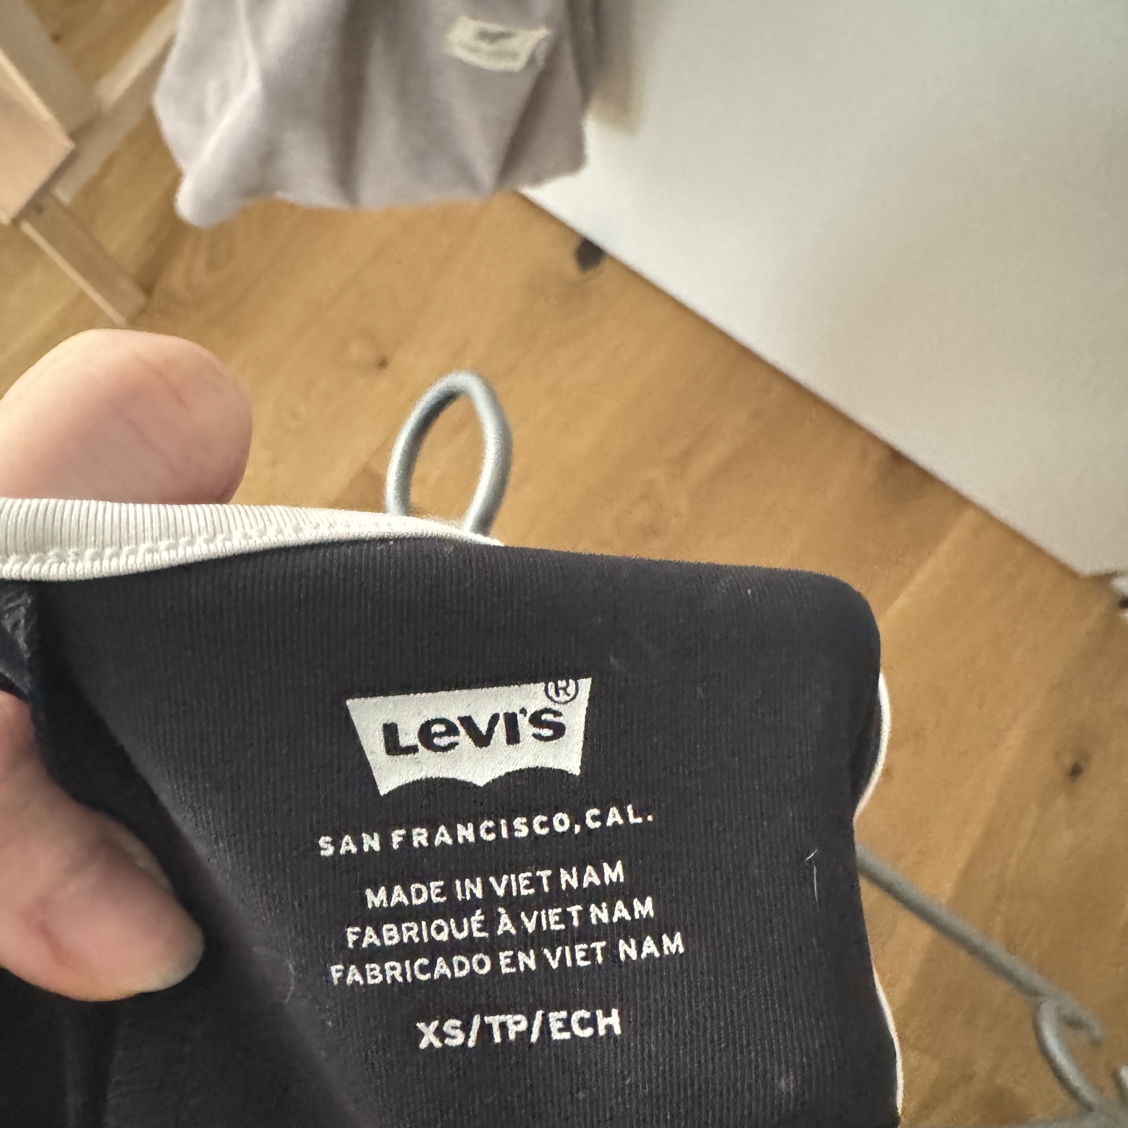 LEVI'S®
SAN FRANCISCO, CAL.
MADE IN VIET NAM
FABRIQUÉ À VIET NAM
FABRICADO EN VIET NAM
XS/TP/ECH